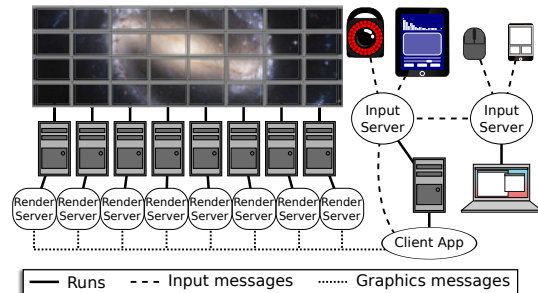 Input
Server
Input
Server
Render
Server
Render
Server
Render
Server
Render
Server
Render
Server
Render
Server
Render
Server
Render
Server
Client App
Runs
Input messages
Graphics messages